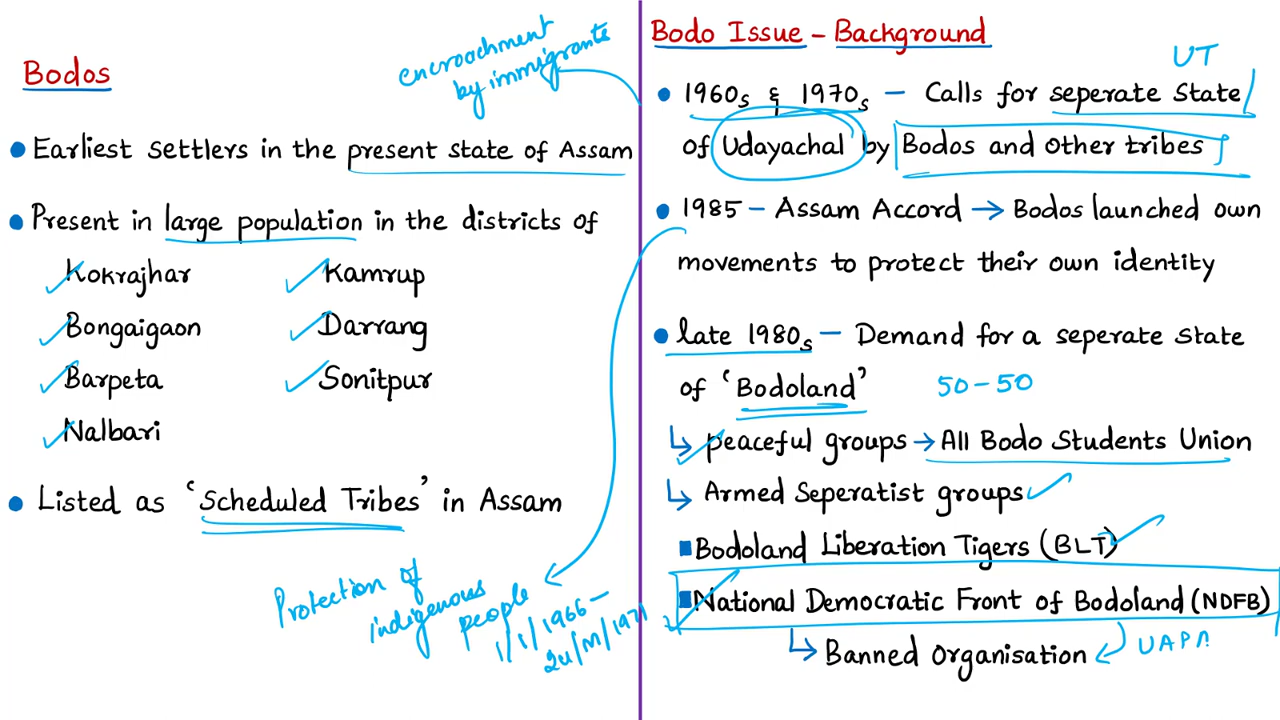 encroachment
by immigrants
Bodos
Earliest settlers in the present state of Assam
Present in large population in the districts of
Kokrajhar Kamrup
Bongaigaon Darrang
Barpeta Sonitpur
Nalbari
Listed as ‘Scheduled Tribes’ in Assam
Protection of
indigenous
people
1/1/1966 –
24/M/1971
Bodo Issue – Background
UT
1960s & 1970s – Calls for seperate State
of Udayachal by Bodos and Other tribes
1985 – Assam Accord → Bodos launched own
movements to protect their own identity
late 1980s – Demand for a seperate State
of ‘Bodoland’ 50-50
↳ peaceful groups → All Bodo Students Union
↳ Armed Seperatist groups
Bodoland Liberation Tigers (BLT)
National Democratic Front of Bodoland (NDFB)
↳ Banned Organisation UAPA